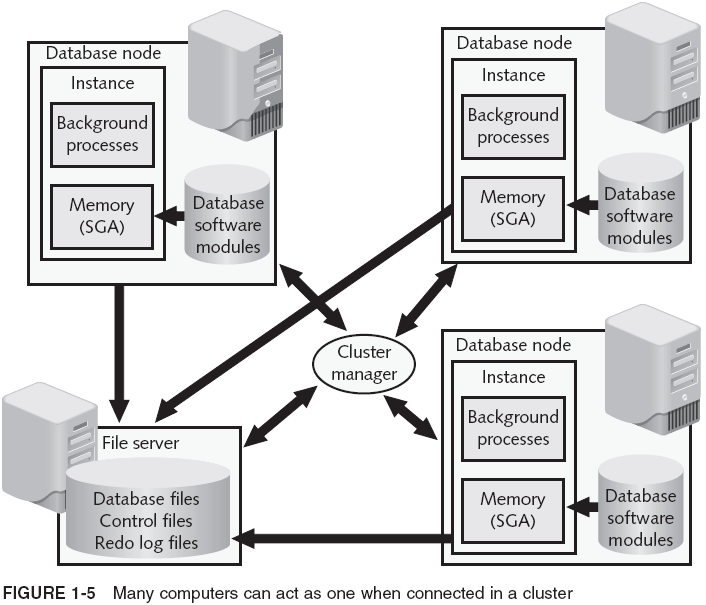 Database node
Instance
Background
processes
Memory
(SGA)
Database
software
modules
Database node
Instance
Background
processes
Memory
(SGA)
Database
software
modules
Cluster
manager
Database node
Instance
Background
processes
Memory
(SGA)
Database
software
modules
File server
Database files
Control files
Redo log files
FIGURE 1-5 Many computers can act as one when connected in a cluster